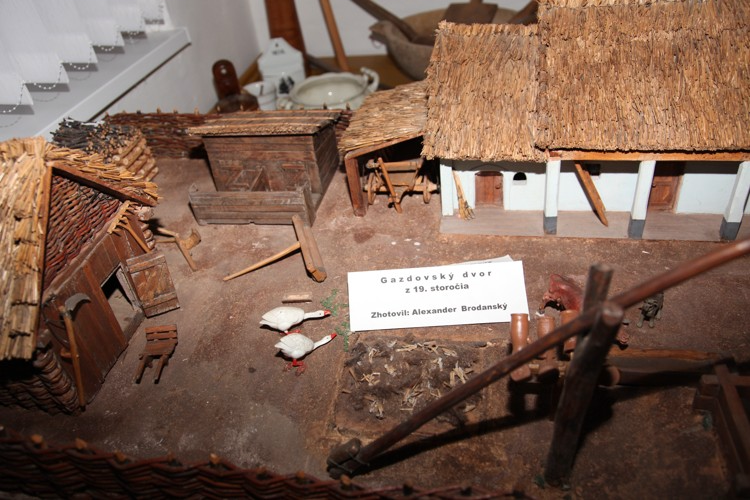 Gazdovský dvor
z 19. storočia
Zhotovil: Alexander Brodanský